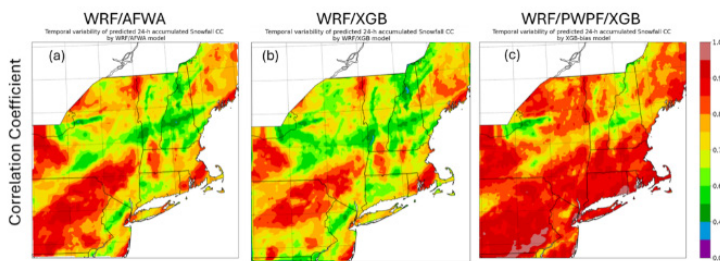 WRF/AFWA
WRF/XGB
WRF/PWPF/XGB
Temporal variability of predicted 24-h accumulated Snowfall CC
by WRF/AFWA model
Temporal variability of predicted 24-h accumulated Snowfall CC
by WRF/XGB model
Temporal variability of predicted 24-h accumulated Snowfall CC
by XGB-bias model
(a)
(b)
(c)
Correlation Coefficient